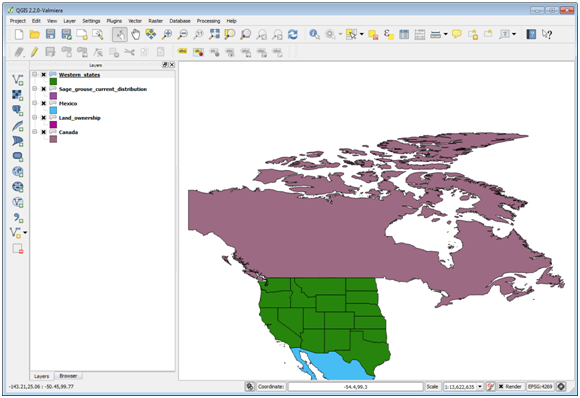 QGIS 2.2.0-Valmiera
Project Edit View Layer Settings Plugins Vector Raster Database Processing Help
Layers
Western_states
Sage_grouse_current_distribution
Mexico
Land_ownership
Canada
Layers Browser
-143.21,25.06 : -50.45,99.77 Coordinate: -54.4,99.3 Scale 1:13,622,635 Render EPSG:4269